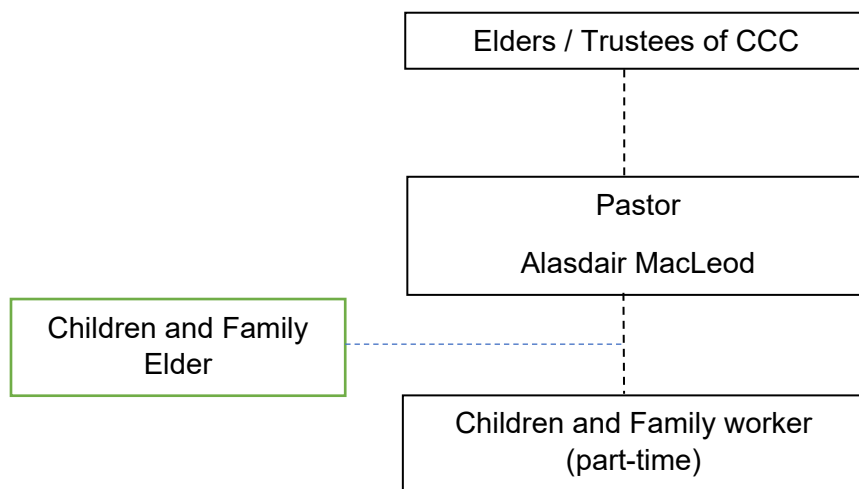 Elders / Trustees of CCC
Pastor
Alasdair MacLeod
Children and Family
Elder
Children and Family worker
(part-time)